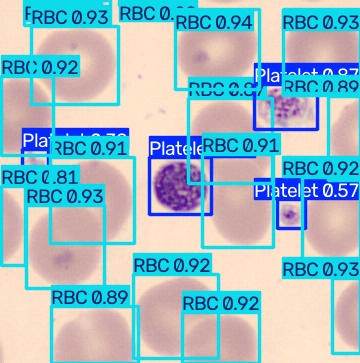 RBC 0.93
RBC 0.94
RBC 0.93
RBC 0.92
Platelet 0.87
RBC 0.89
RBC 0.91
RBC 0.91
RBC 0.81
RBC 0.92
RBC 0.93
Platelet 0.57
RBC 0.92
RBC 0.93
RBC 0.89
RBC 0.92